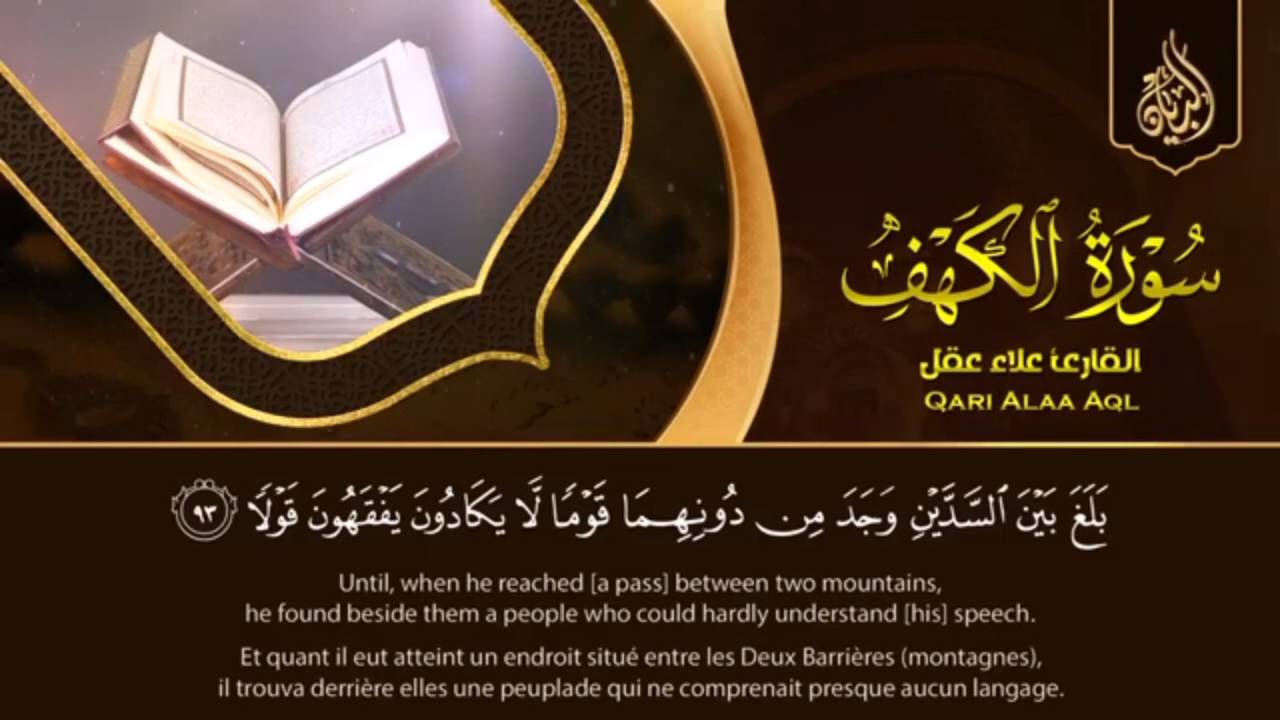 البيان
سُوْرَةُ ٱلْكَهْفِ
القارئ علاء عقل
QARI ALAA AQL
بَلَغَ بَيْنَ ٱلسَّدَّيْنِ وَجَدَ مِن دُونِهِمَا قَوْمًا لَّا يَكَادُونَ يَفْقَهُونَ قَوْلًا ٩٣
Until, when he reached [a pass] between two mountains,
he found beside them a people who could hardly understand [his] speech.
Et quant il eut atteint un endroit situé entre les Deux Barrières (montagnes),
il trouva derrière elles une peuplade qui ne comprenait presque aucun langage.